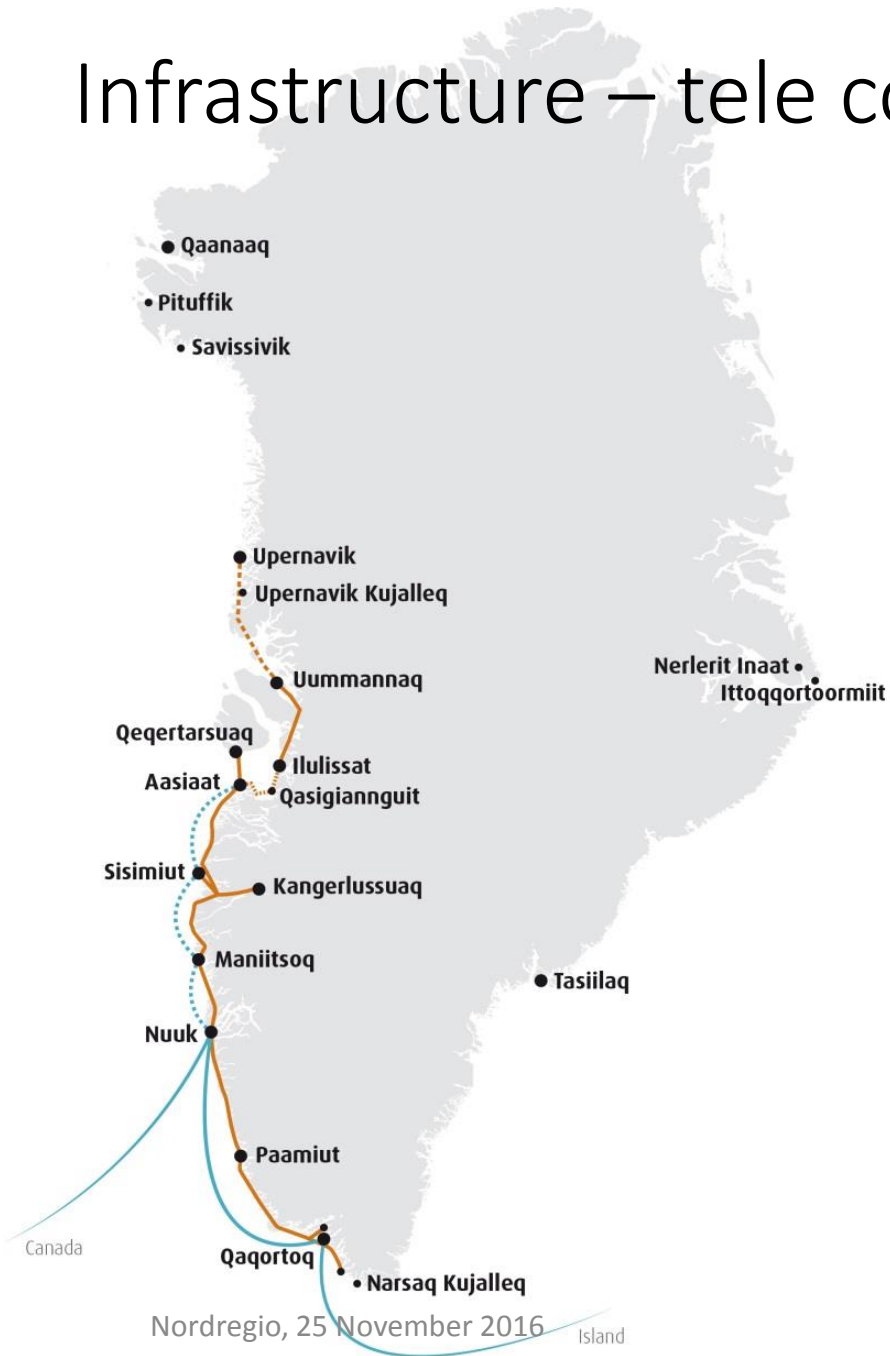 Infrastructure – tele co
Qaanaaq
Pituffik
Savissivik
Upernavik
Upernavik Kujalleq
Uummannaq
Nerlerit Inaat
Ittoqqortoormiit
Qeqertarsuaq
Ilulissat
Aasiaat
Qasigiannguit
Sisimiut
Kangerlussuaq
Maniitsoq
Tasiilaq
Nuuk
Paamiut
Canada
Qaqortoq
Narsaq Kujalleq
Nordregio, 25 November 2016
Island